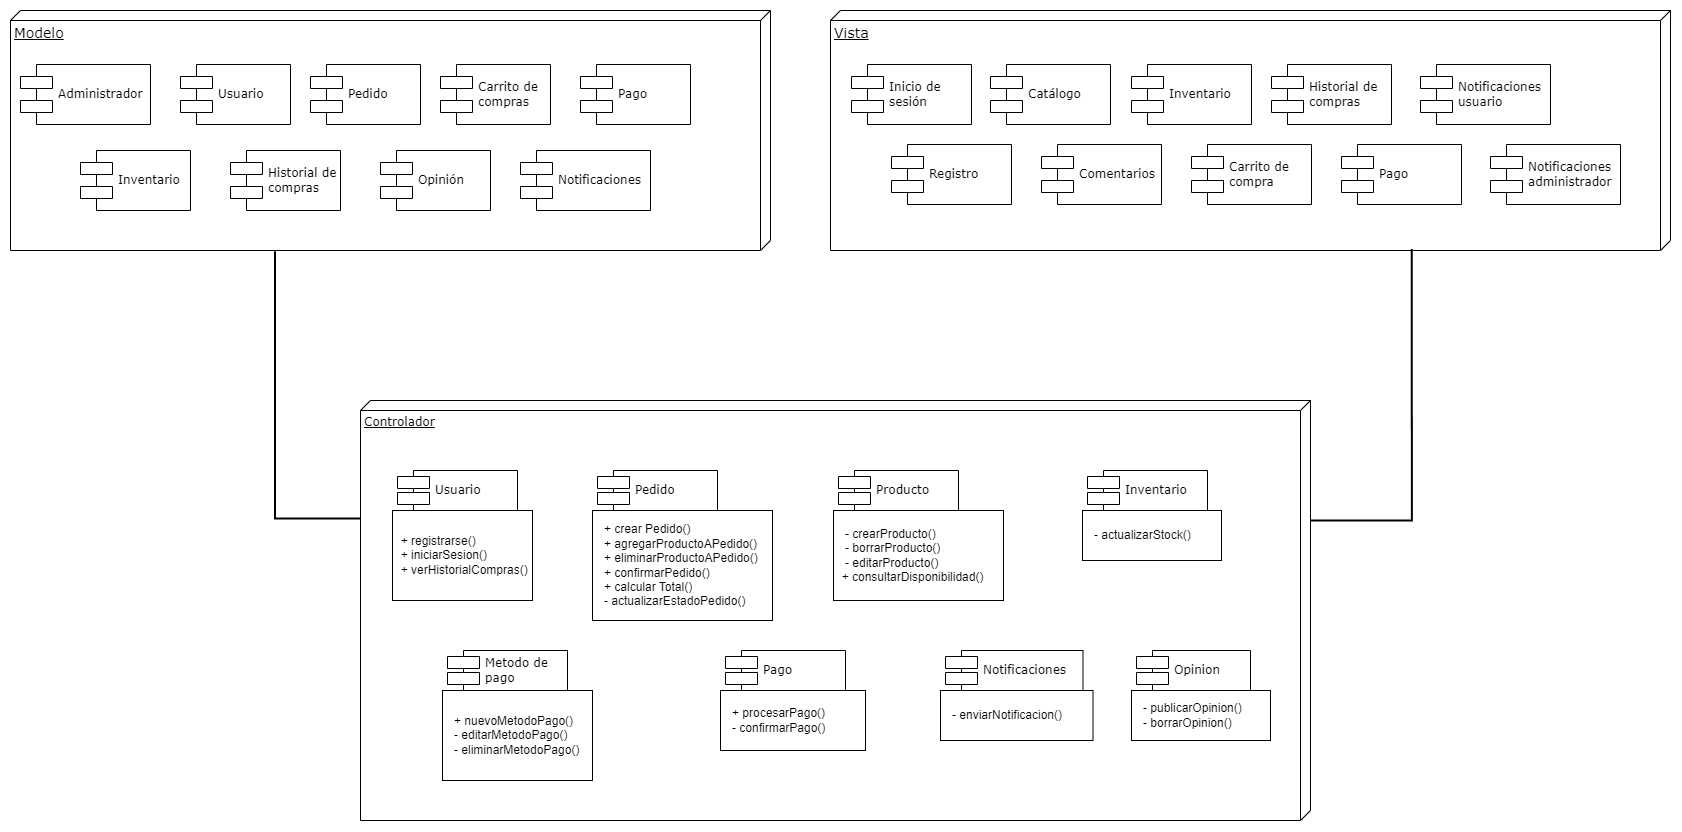 Modelo
Administrador
Usuario
Pedido
Carrito de
compras
Pago
Inventario
Historial de
compras
Opinión
Notificaciones
Vista
Inicio de
sesión
Catálogo
Inventario
Historial de
compras
Notificaciones
usuario
Registro
Comentarios
Carrito de
compra
Pago
Notificaciones
administrador
Controlador
Usuario
+ registrarse()
+ iniciarSesion()
+ verHistorialCompras()
Pedido
+ crear Pedido()
+ agregarProductoAPedido()
+ eliminarProductoAPedido()
+ confirmarPedido()
+ calcular Total()
- actualizarEstadoPedido()
Producto
- crearProducto()
- borrarProducto()
- editarProducto()
+ consultarDisponibilidad()
Inventario
- actualizarStock()
Metodo de
pago
+ nuevoMetodoPago()
- editarMetodoPago()
- eliminarMetodoPago()
Pago
+ procesarPago()
- confirmarPago()
Notificaciones
- enviarNotificacion()
Opinion
- publicarOpinion()
- borrarOpinion()